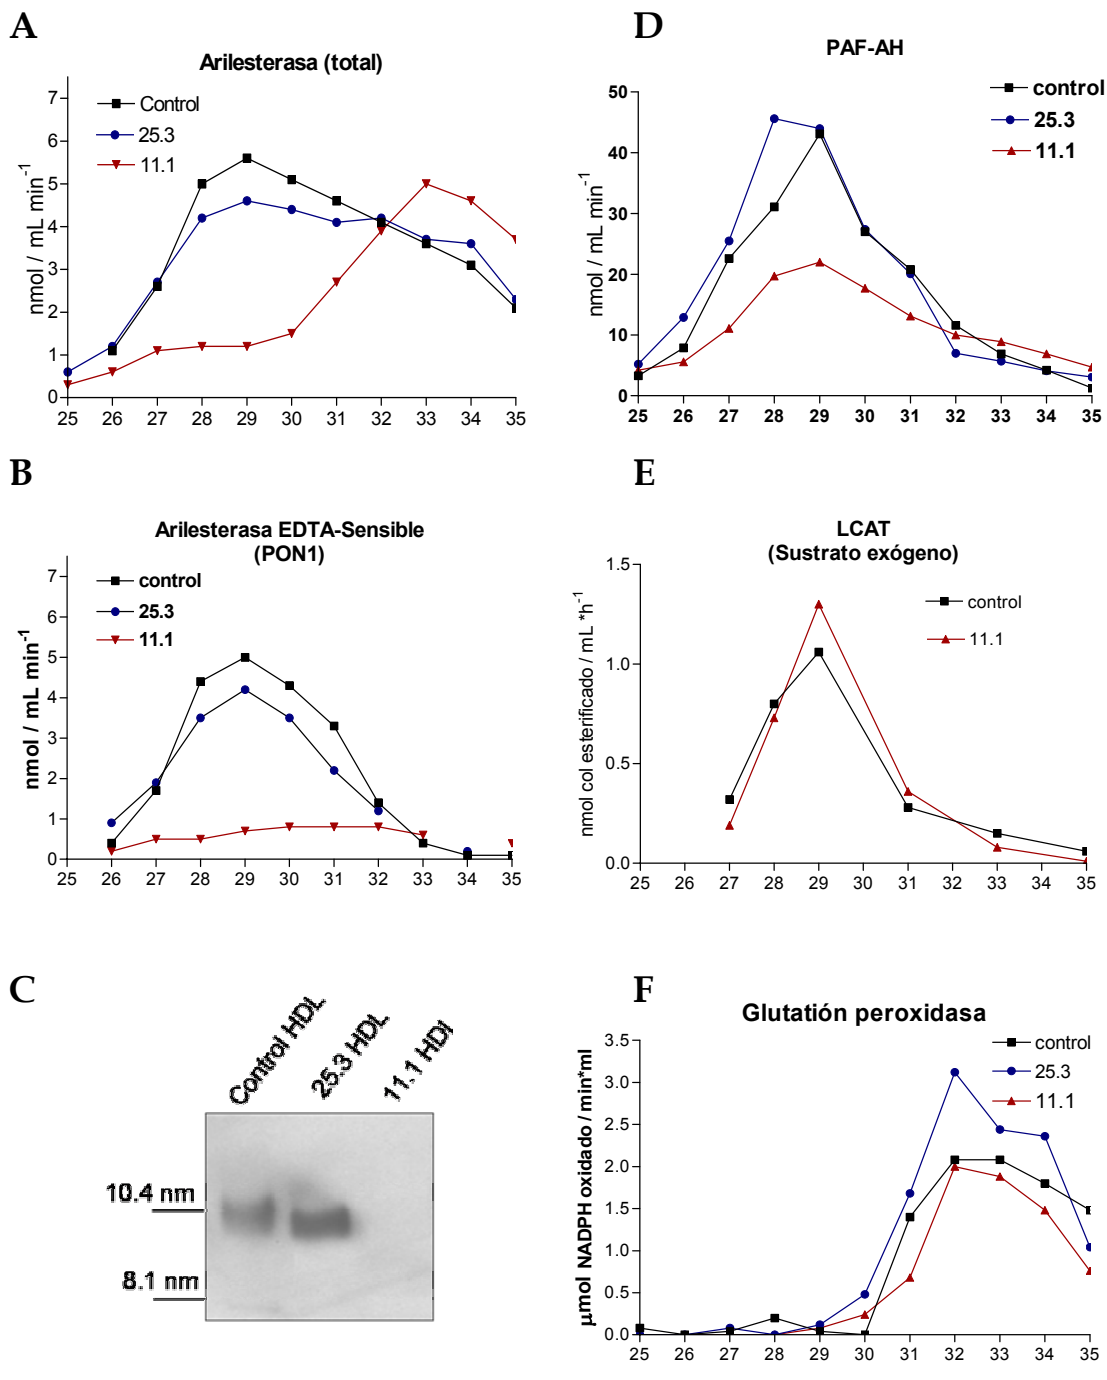 A
Arilesterasa (total)
nmol / mL min-1
7
6
5
4
3
2
1
0
Control
25.3
11.1
25 26 27 28 29 30 31 32 33 34 35
B
Arilesterasa EDTA-Sensible
(PON1)
nmol / mL min-1
7
6
5
4
3
2
1
0
control
25.3
11.1
25 26 27 28 29 30 31 32 33 34 35
C
Control HDL
25.3 HDL
11.1 HDI
10.4 nm
8.1 nm
D
PAF-AH
nmol / mL min-1
50
40
30
20
10
0
control
25.3
11.1
25 26 27 28 29 30 31 32 33 34 35
E
LCAT
(Sustrato exógeno)
nmol col esterificado / mL *h-1
1.5
1.0
0.5
0.0
control
11.1
25 26 27 28 29 30 31 32 33 34 35
F
Glutatión peroxidasa
μmol NADPH oxidado / min*ml
3.5
3.0
2.5
2.0
1.5
1.0
0.5
0.0
control
25.3
11.1
25 26 27 28 29 30 31 32 33 34 35